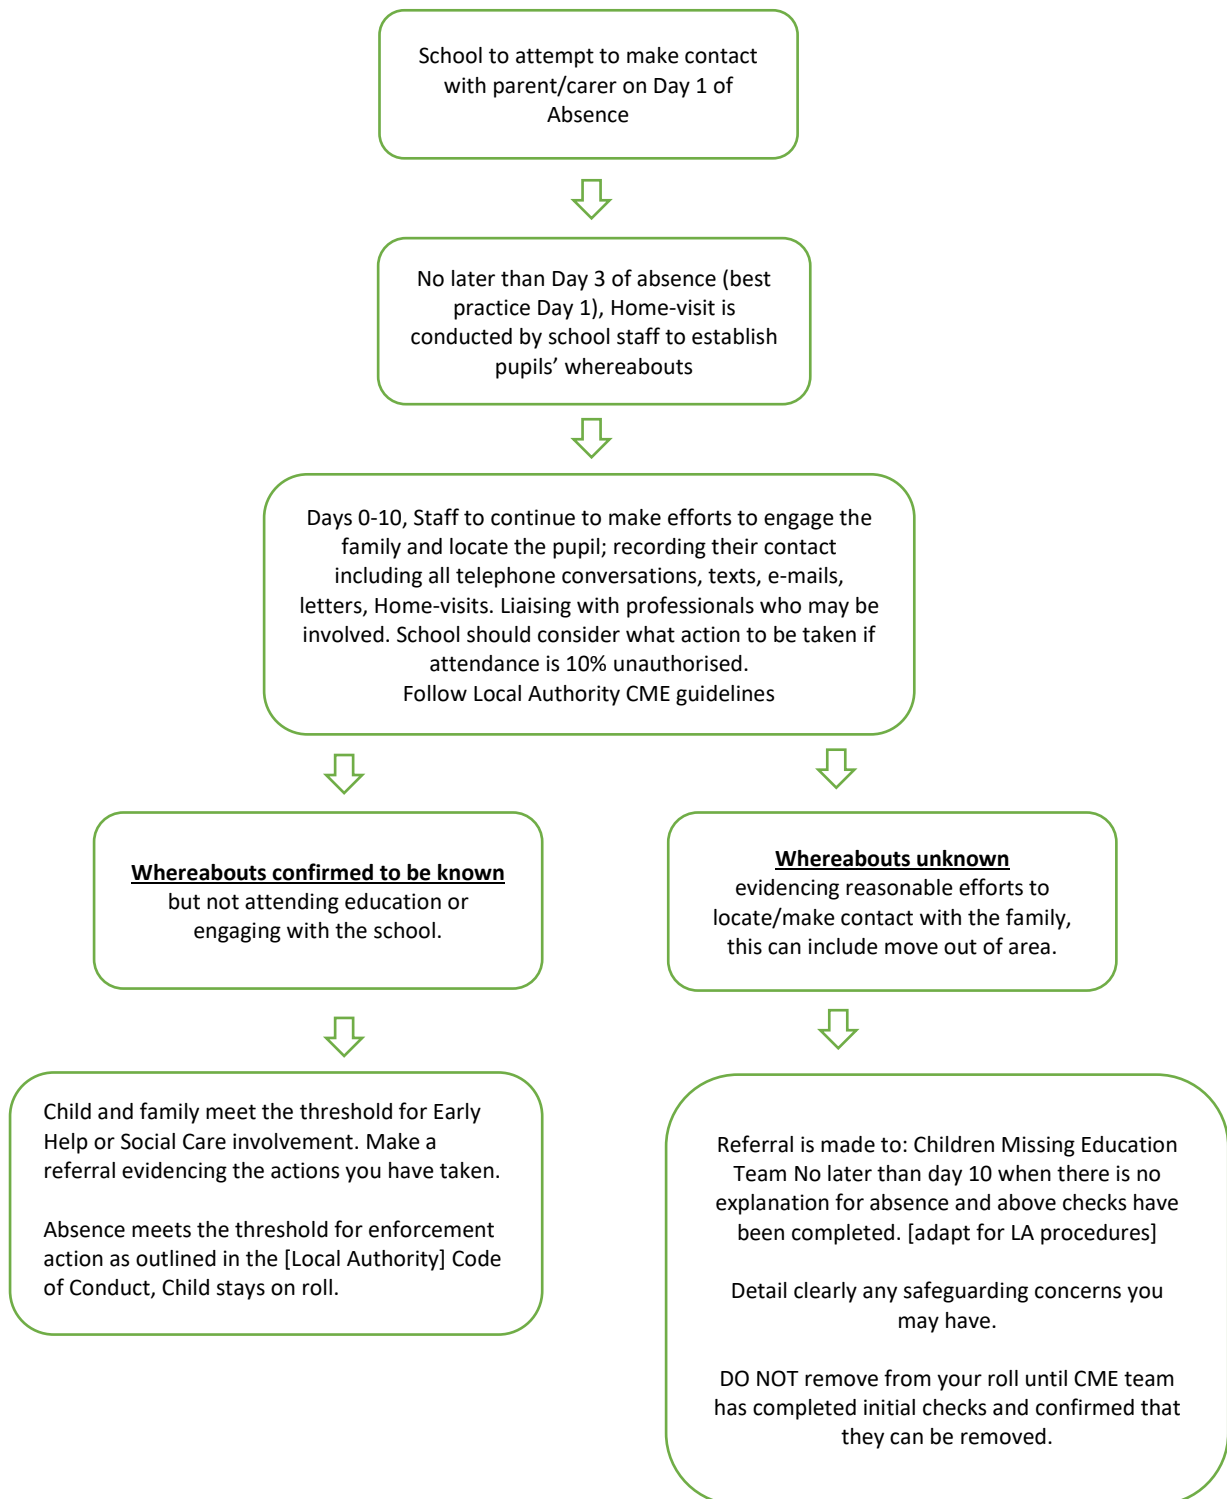 School to attempt to make contact
with parent/carer on Day 1 of
Absence
No later than Day 3 of absence (best
practice Day 1), Home-visit is
conducted by school staff to establish
pupils’ whereabouts
Days 0-10, Staff to continue to make efforts to engage the
family and locate the pupil; recording their contact
including all telephone conversations, texts, e-mails,
letters, Home-visits. Liaising with professionals who may be
involved. School should consider what action to be taken if
attendance is 10% unauthorised.
Follow Local Authority CME guidelines
Whereabouts confirmed to be known
but not attending education or
engaging with the school.
Whereabouts unknown
evidencing reasonable efforts to
locate/make contact with the family,
this can include move out of area.
Child and family meet the threshold for Early
Help or Social Care involvement. Make a
referral evidencing the actions you have taken.
Absence meets the threshold for enforcement
action as outlined in the [Local Authority] Code
of Conduct, Child stays on roll.
Referral is made to: Children Missing Education
Team No later than day 10 when there is no
explanation for absence and above checks have
been completed. [adapt for LA procedures]
Detail clearly any safeguarding concerns you
may have.
DO NOT remove from your roll until CME team
has completed initial checks and confirmed that
they can be removed.